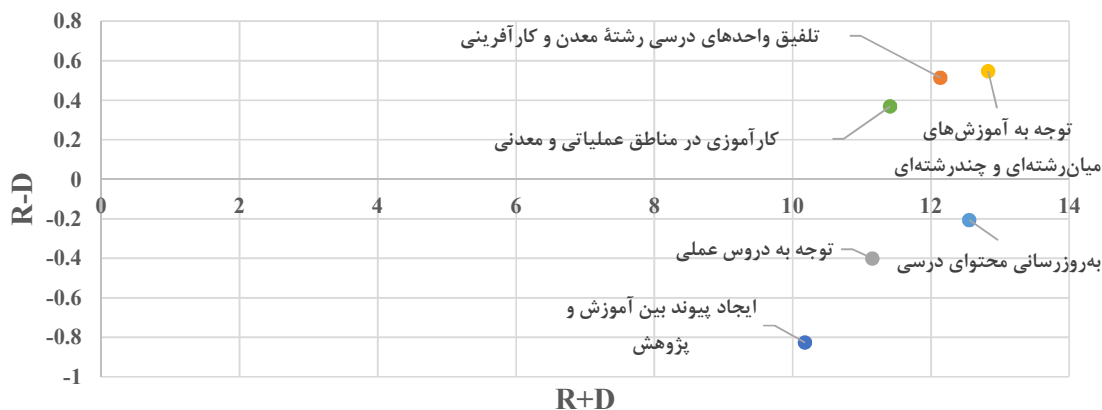 0.8
تلفیق واحدهای درسی رشتهٔ معدن و کارآفرینی
0.6
0.4
توجه به آموزش‌های
میان‌رشته‌ای و چندرشته‌ای
کارآموزی در مناطق عملیاتی و معدنی
0.2
0
R-D
0 2 4 6 8 10 12 14
-0.2
توجه به دروس عملی
به‌روزرسانی محتوای درسی
-0.4
-0.6
ایجاد پیوند بین آموزش و
پژوهش
-0.8
-1
R+D